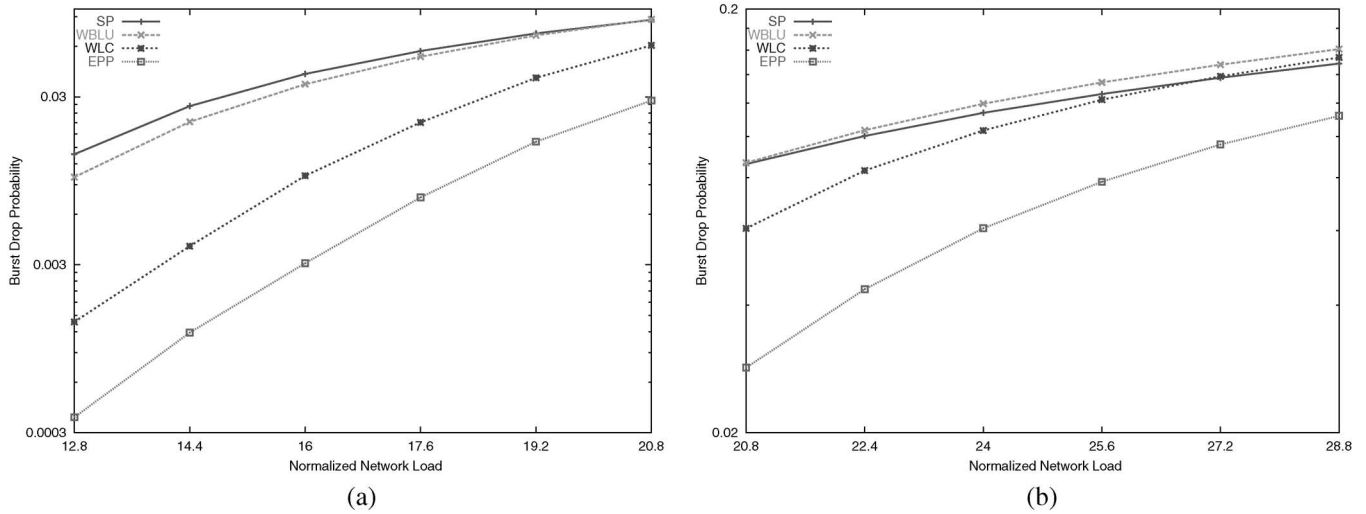 SP
WBLU
WLC
EPP
0.03
0.003
0.0003
Burst Drop Probability
12.8 14.4 16 17.6 19.2 20.8
Normalized Network Load
(a)
0.2
SP
WBLU
WLC
EPP
0.02
Burst Drop Probability
20.8 22.4 24 25.6 27.2 28.8
Normalized Network Load
(b)